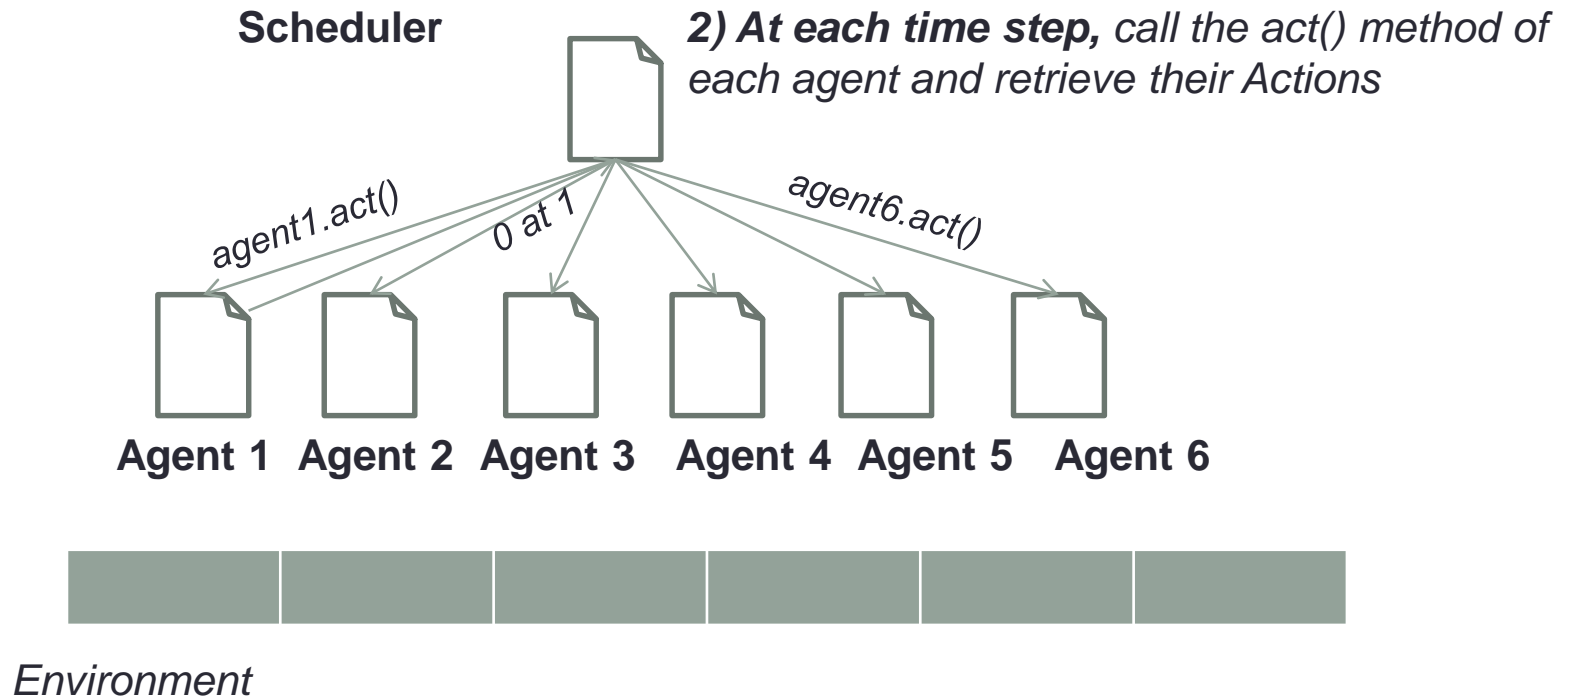 Scheduler
2) At each time step, call the act() method of
each agent and retrieve their Actions
agent1.act()
0 at 1
agent6.act()
Agent 1
Agent 2
Agent 3
Agent 4
Agent 5
Agent 6
Environment